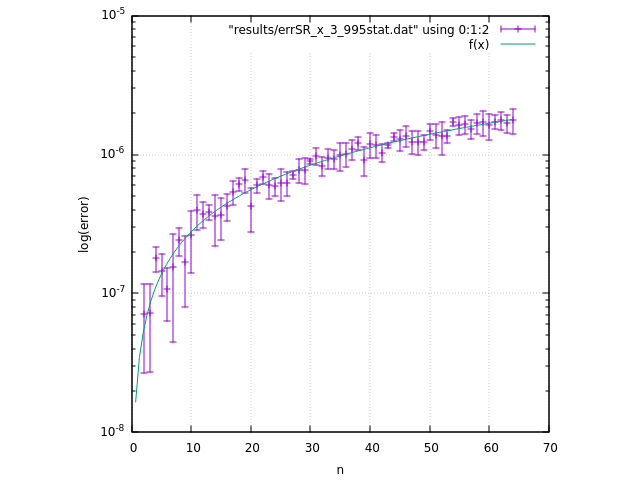 10-5
"results/errSR_x_3_995stat.dat" using 0:1:2
f(x)
10-6
log(error)
10-7
10-8
0 10 20 30 40 50 60 70
n